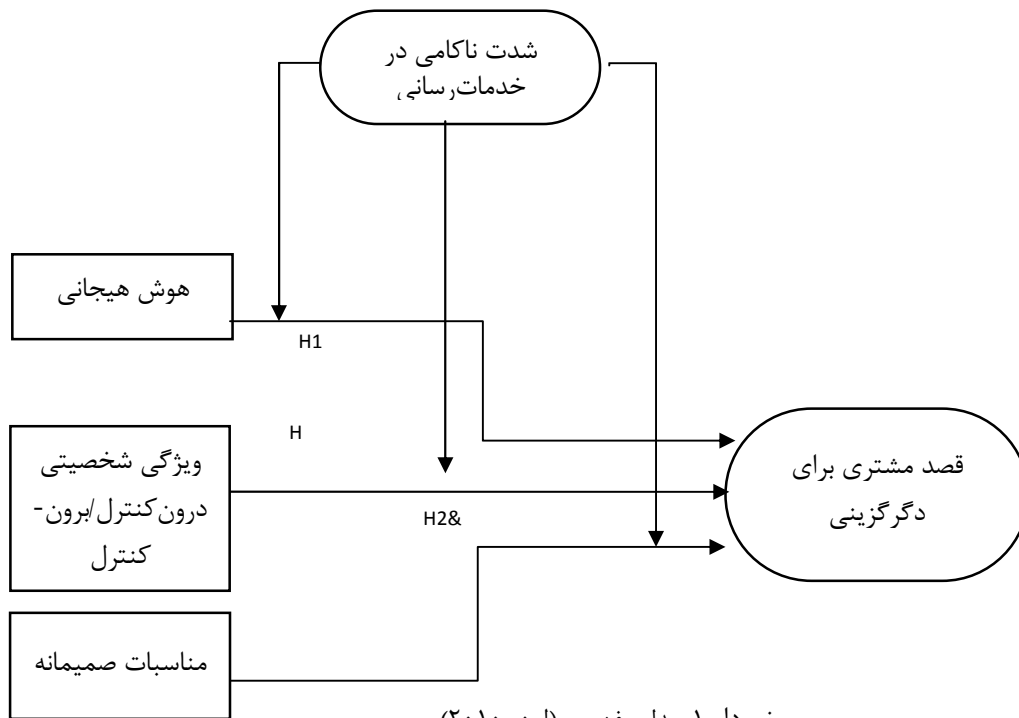 شدت ناکامی در
خدمات‌رسانی
هوش هیجانی
H1
H
ویژگی شخصیتی
درون‌کنترل/برون-
کنترل
H2&
قصد مشتری برای
دگرگزینی
مناسبات صمیمانه
(۲۰۱۰